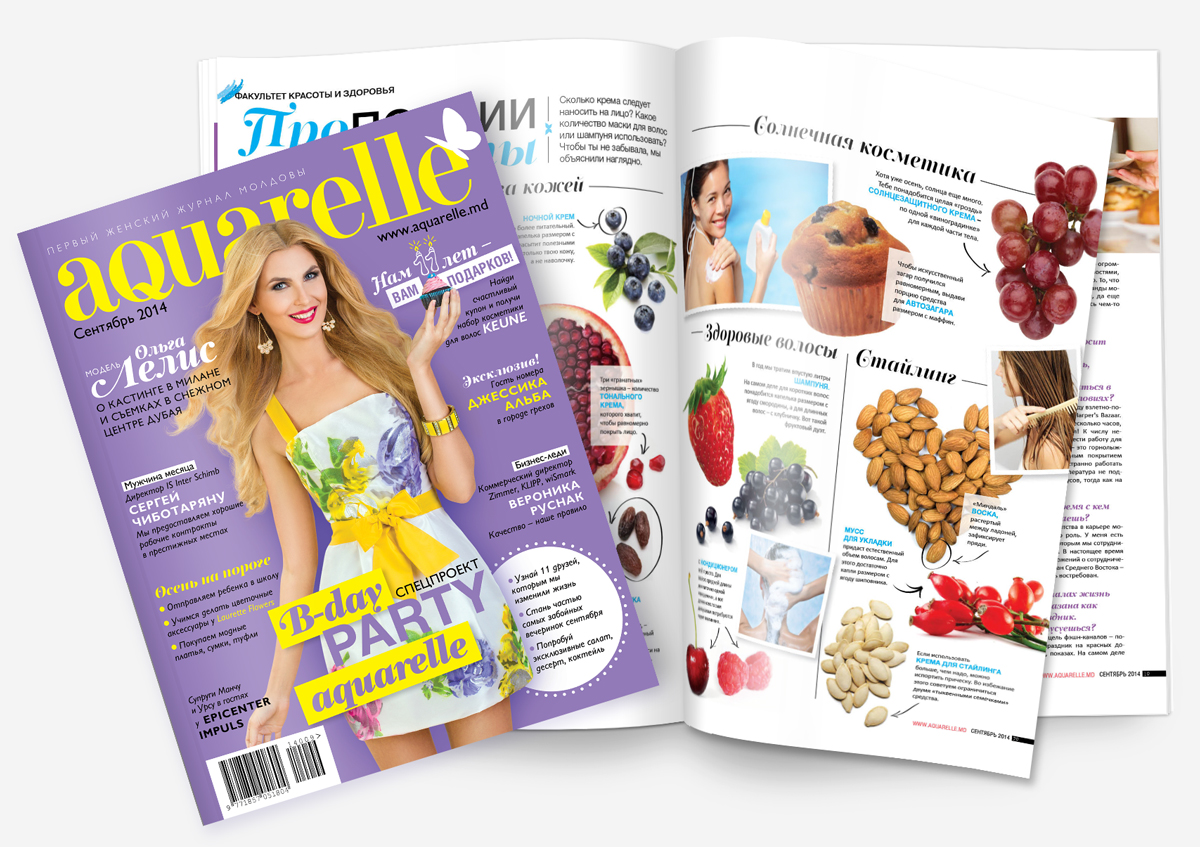 ПЕРВЫЙ ЖЕНСКИЙ ЖУРНАЛ МОЛДОВЫ
aquarelle
www.aquarelle.md
Сентябрь 2014
МОДЕЛЬ Ольга
Лелис
О КАСТИНГЕ В МИЛАНЕ
И СЪЕМКАХ В СНЕЖНОМ
ЦЕНТРЕ ДУБАЯ
Мужчина месяца
Директор IS Inter Schimb
СЕРГЕЙ
ЧИБОТАРЯНУ
Мы предоставляем хорошие
рабочие контракты
в престижных местах
Осень на пороге
• Отправляем ребенка в школу
• Учимся делать цветочные
аксессуары у Laurette Flowers
• Покупаем модные
платья, сумки, туфли
Супруги Манчу
и Урсу в гостях
у EPICENTER
IMPULS
14009>
9 771857 051804
Нам 11 лет –
ВАМ ПОДАРКОВ!
Найди
счастливый
купон и получи
набор косметики
для волос KEUNE
Эксклюзив!
Гость номера
ДЖЕССИКА
АЛЬБА
в городе грехов
Бизнес-леди
Коммерческий директор
Zimmer, KLIPP, wiSmark
ВЕРОНИКА
РУСНАК
Качество – наше правило
B-day СПЕЦПРОЕКТ
PARTY
aquarelle
• Узнай 11 друзей,
которым мы
изменили жизнь
• Стань частью
самых забойных
вечеринок сентября
• Попробуй
эксклюзивные салат,
десерт, коктейль
ФАКУЛЬТЕТ КРАСОТЫ И ЗДОРОВЬЯ
Сколько крема следует
наносить на лицо? Какое
количество маски для волос
или шампуня использовать?
Чтобы ты не забывала, мы
объяснили наглядно.
кожей
НОЧНОЙ КРЕМ
Три «гранатных»
зернышка – количество
ТОНАЛЬНОГО
КРЕМА,
которого хватит,
чтобы равномерно
покрыть лицо.
Солнечная косметика
Хотя уже осень, солнца еще много.
Тебе понадобится целая «гроздь»
СОЛНЦЕЗАЩИТНОГО КРЕМА –
по одной «виноградинке»
для каждой части тела.
Чтобы искусственный
загар получился
равномерным, выдави
порцию средства
для АВТОЗАГАРА
размером с маффин.
Здоровые волосы
В год мы тратим впустую литры
ШАМПУНЯ.
На самом деле для коротких волос
понадобится капелька размером с
ягоду смородины, а для длинных
волос – с клубничку. Вот такой
фруктовый дуэт.
Стайлинг
«Миндаль»
ВОСКА,
растертый
между ладоней,
зафиксирует
пряди.
МУСС
ДЛЯ УКЛАДКИ
придаст естественный
объем волосам. Для
этого достаточно
капли размером с
ягоду шиповника.
Если использовать
КРЕМА ДЛЯ СТАЙЛИНГА
больше, чем надо, можно
испортить прическу. Во избежание
этого советуем ограничиться
двумя «тыквенными семечками»
средства.
WWW.AQUARELLE.MD СЕНТЯБРЬ 2014
WW.AQUARELLE.MD СЕНТЯБРЬ 2014